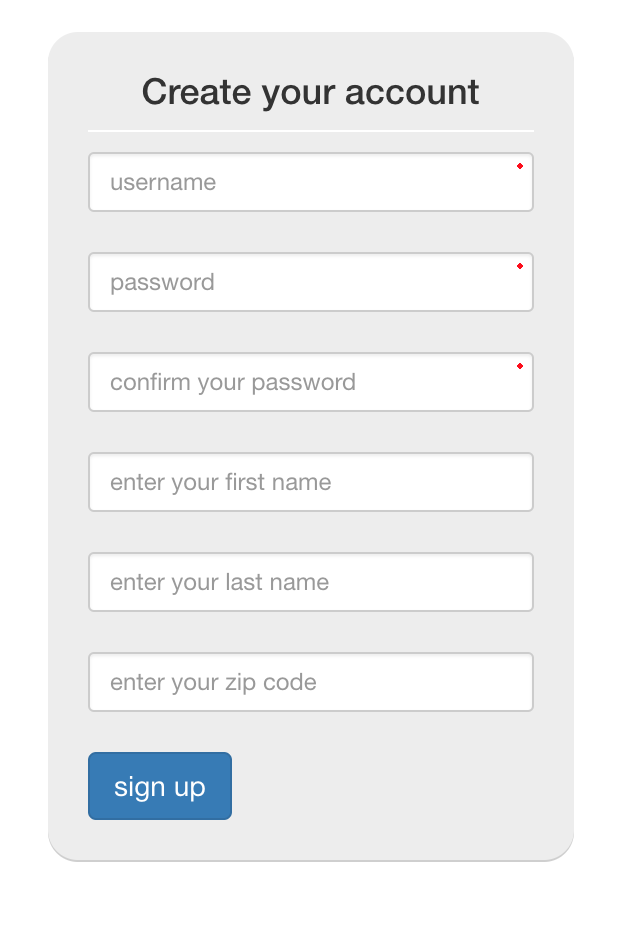 Create your account
username
password
confirm your password
enter your first name
enter your last name
enter your zip code
sign up